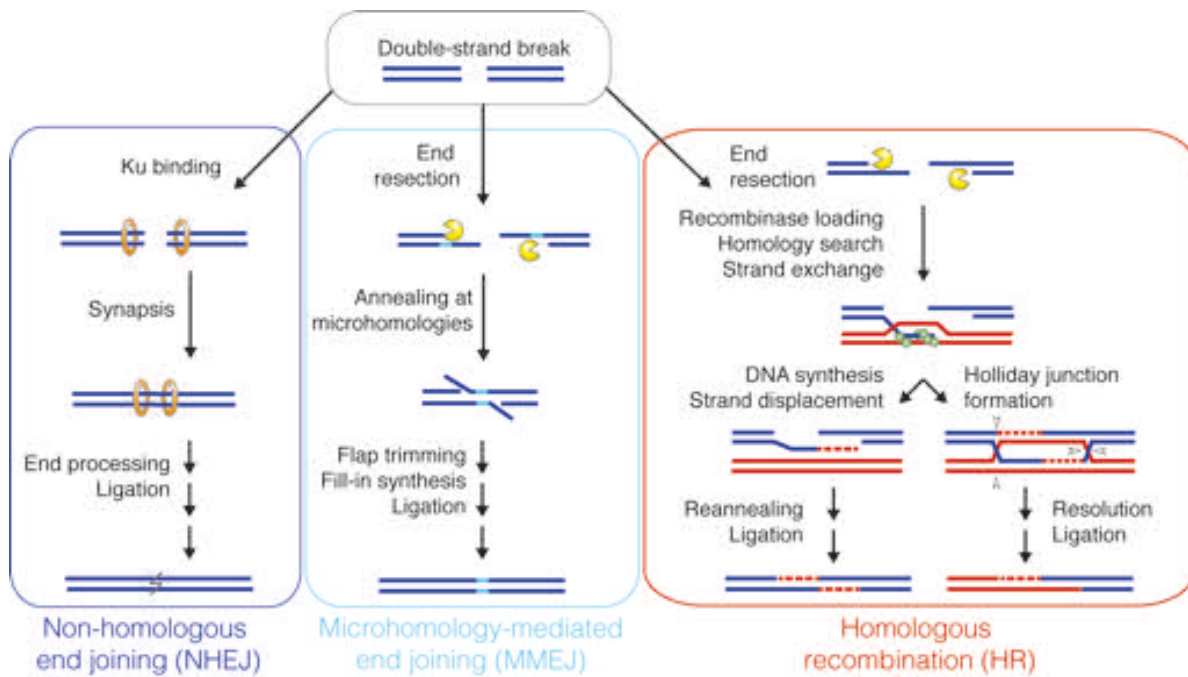 Double-strand break
Ku binding
Synapsis
End processing
Ligation
Non-homologous
end joining (NHEJ)
End
resection
Annealing at
microhomologies
Flap trimming
Fill-in synthesis
Ligation
Microhomology-mediated
end joining (MMEJ)
End
resection
Recombinase loading
Homology search
Strand exchange
DNA synthesis
Strand displacement
Holliday junction
formation
Reannealing
Ligation
Resolution
Ligation
Homologous
recombination (HR)